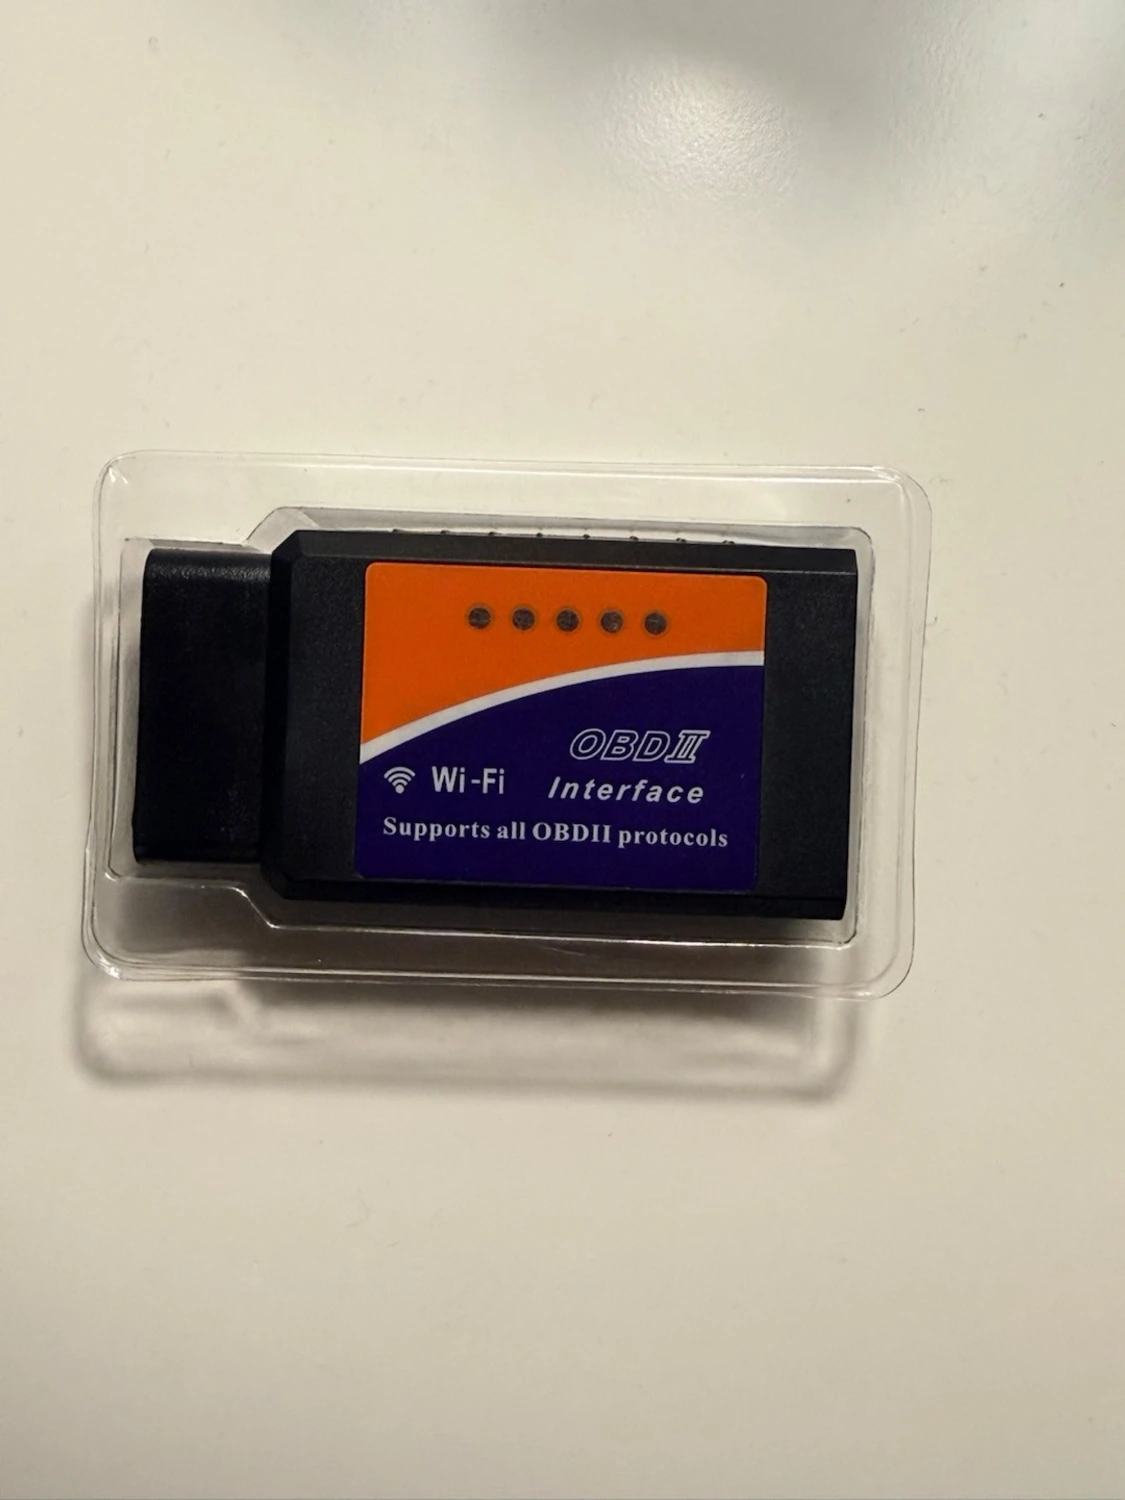 OBDII
Wi-Fi Interface
Supports all OBDII protocols